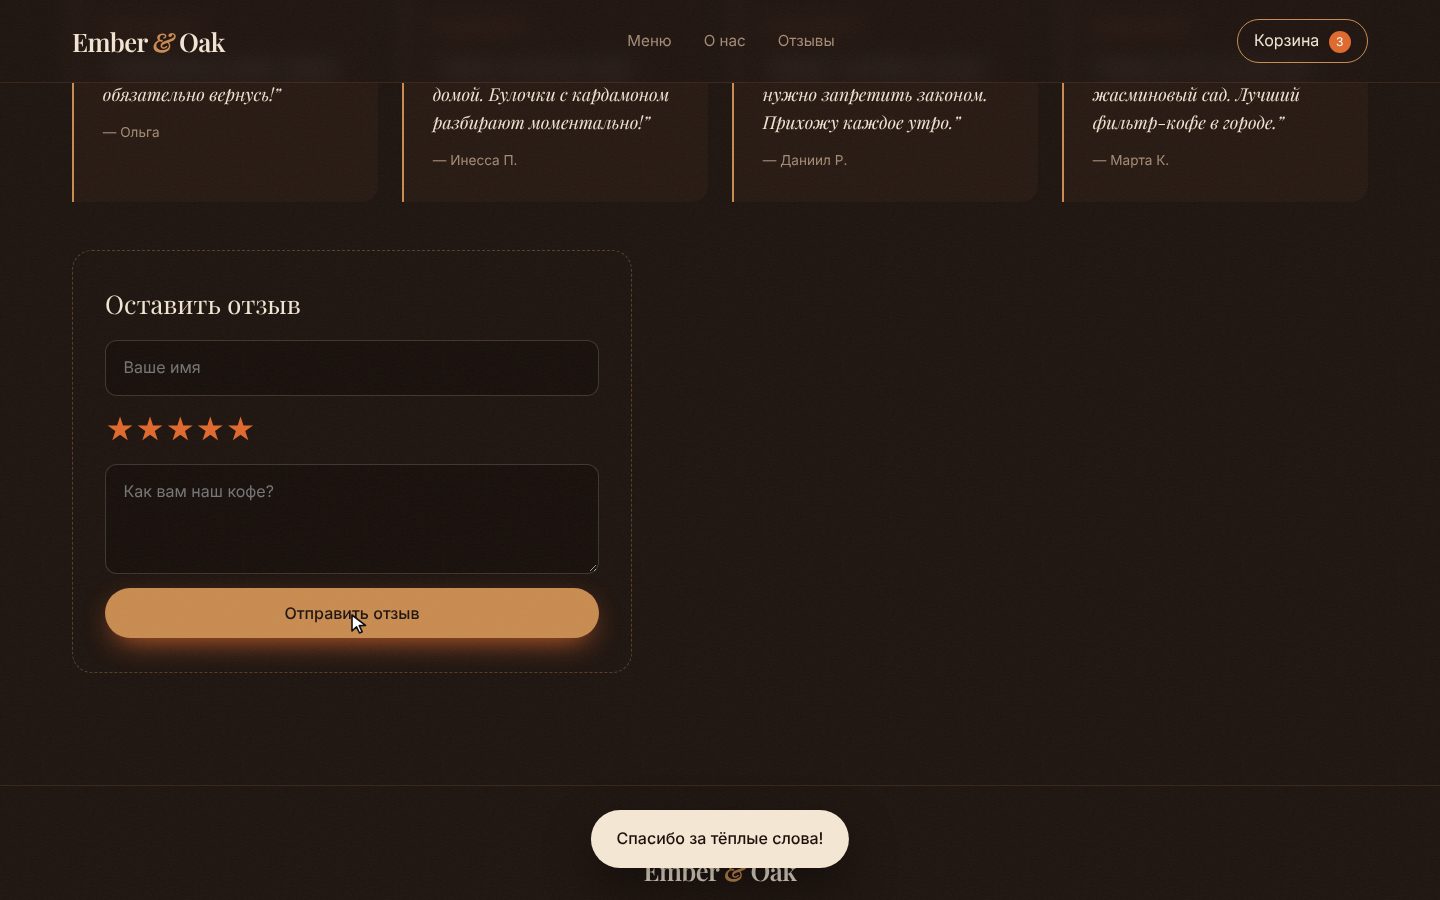 Ember & Oak
Меню
О нас
Отзывы
Корзина 3
обязательно вернусь!”
— Ольга
домой. Булочки с кардамоном
разбирают моментально!”
— Инесса П.
нужно запретить законом.
Прихожу каждое утро.”
— Даниил Р.
жасминовый сад. Лучший
фильтр-кофе в городе.”
— Марта К.
Оставить отзыв
Ваше имя
★★★★★
Как вам наш кофе?
Отправить отзыв
Спасибо за тёплые слова!
Ember & Oak